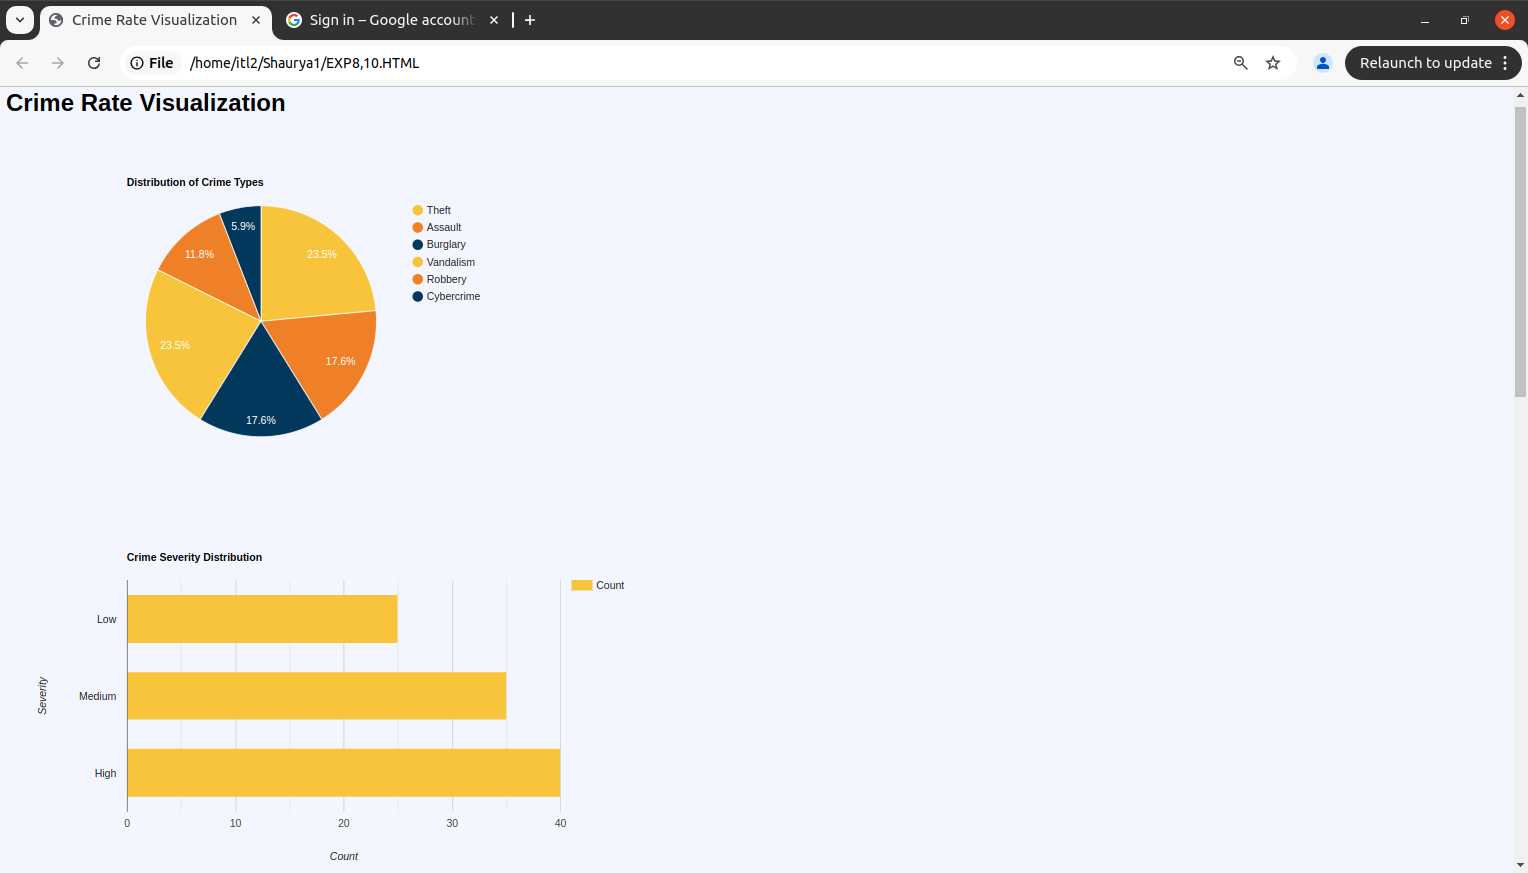 Crime Rate Visualization
Sign in – Google account
File
/home/itl2/Shaurya1/EXP8,10.HTML
Relaunch to update
Crime Rate Visualization
Distribution of Crime Types
Theft
Assault
Burglary
Vandalism
Robbery
Cybercrime
5.9%
23.5%
11.8%
23.5%
17.6%
17.6%
Crime Severity Distribution
Count
Low
Medium
High
Severity
0 10 20 30 40
Count